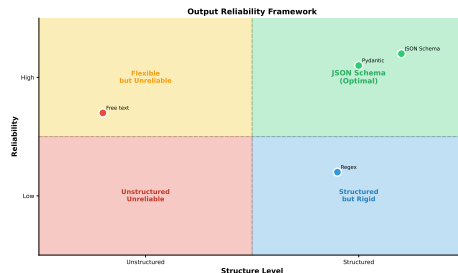 Output Reliability Framework
JSON Schema
Pydantic
High
Flexible
but Unreliable
JSON Schema
(Optimal)
Free text
Reliability
Regex
Low
Unstructured
Unreliable
Structured
but Rigid
Unstructured
Structured
Structure Level